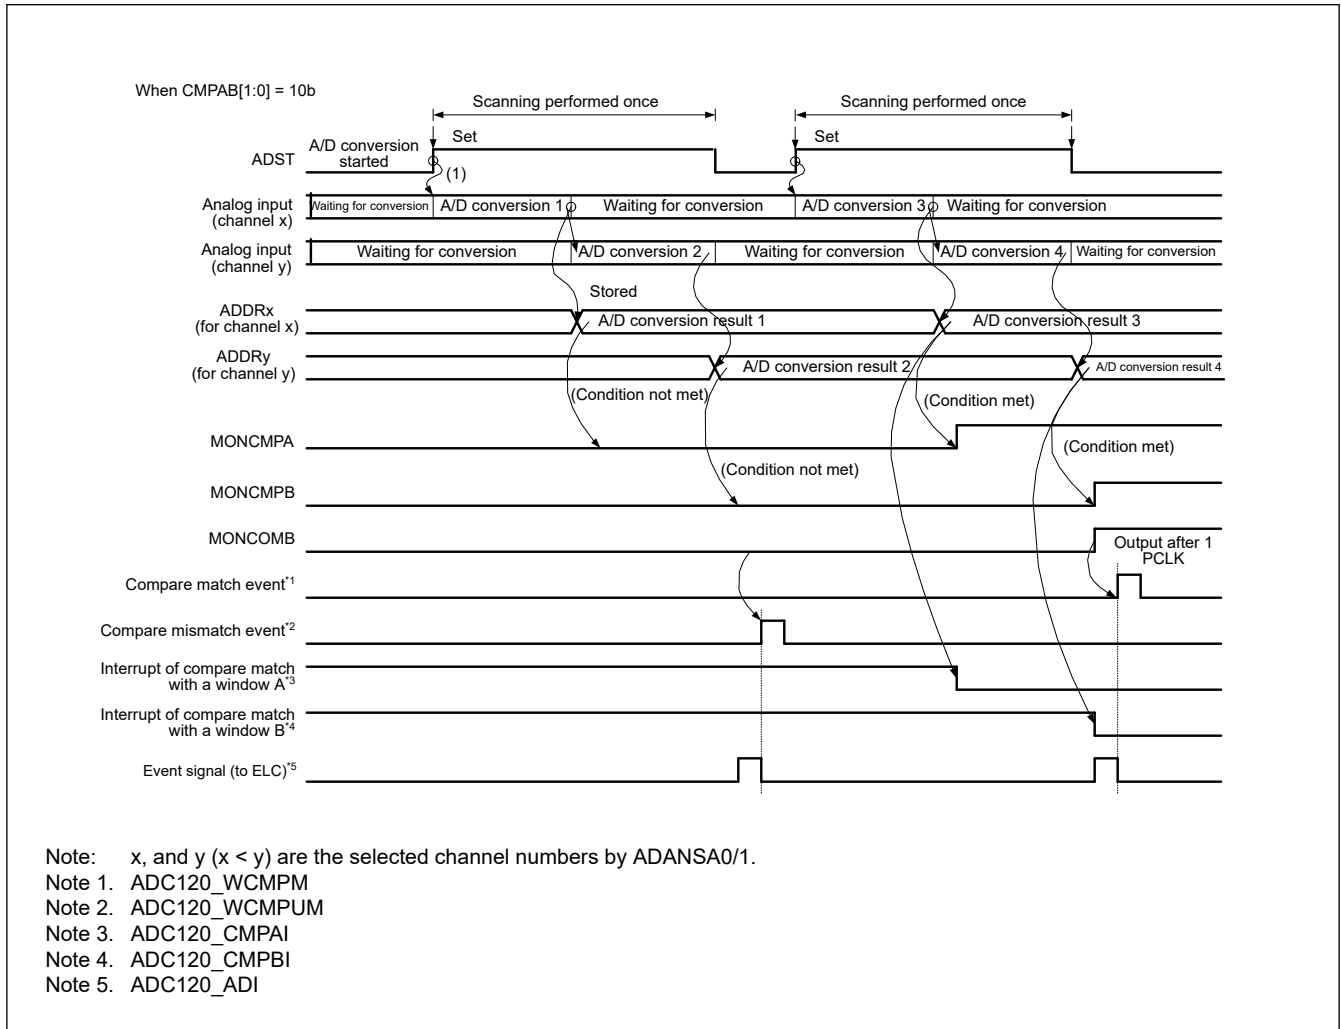 When CMPAB[1:0] = 10b
Scanning performed once
Scanning performed once
ADST
A/D conversion
started
Set
Set
(1)
Analog input
(channel x)
Waiting for conversion
A/D conversion 1
Waiting for conversion
A/D conversion 3
Waiting for conversion
Analog input
(channel y)
Waiting for conversion
A/D conversion 2
Waiting for conversion
A/D conversion 4
Waiting for conversion
Stored
ADDRx
(for channel x)
A/D conversion result 1
A/D conversion result 3
ADDRy
(for channel y)
A/D conversion result 2
A/D conversion result 4
(Condition not met)
(Condition met)
MONCMPA
(Condition met)
(Condition not met)
MONCMPB
MONCOMB
Output after 1
PCLK
Compare match event*1
Compare mismatch event*2
Interrupt of compare match
with a window A*3
Interrupt of compare match
with a window B*4
Event signal (to ELC)*5
Note: x, and y (x < y) are the selected channel numbers by ADANSA0/1.
Note 1. ADC120_WCMPM
Note 2. ADC120_WCMPUM
Note 3. ADC120_CMPAI
Note 4. ADC120_CMPBI
Note 5. ADC120_ADI